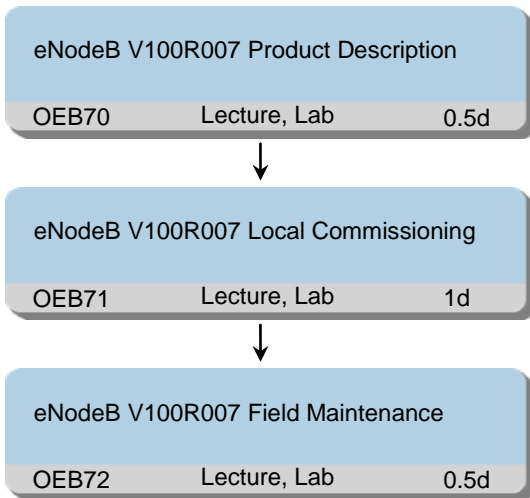 eNodeB V100R007 Product Description
OEB70 Lecture, Lab 0.5d
eNodeB V100R007 Local Commissioning
OEB71 Lecture, Lab 1d
eNodeB V100R007 Field Maintenance
OEB72 Lecture, Lab 0.5d